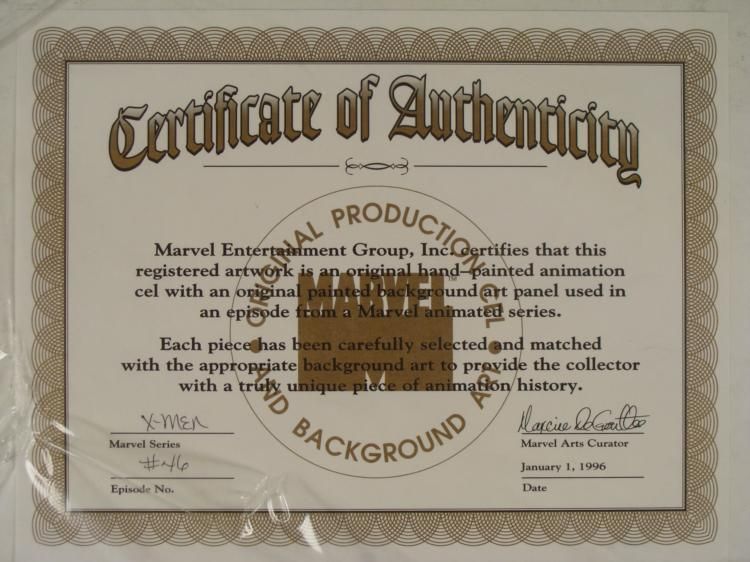 Certificate of Authenticity
ORIGINAL PRODUCTION CEL
AND BACKGROUND ART
MARVEL
TM
M
Marvel Entertainment Group, Inc. certifies that this
registered artwork is an original hand-painted animation
cel with an original painted background art panel used in
an episode from a Marvel animated series.
Each piece has been carefully selected and matched
with the appropriate background art to provide the collector
with a truly unique piece of animation history.
X-MEN
Marvel Series
#46
Episode No.
Marvel Arts Curator
January 1, 1996
Date